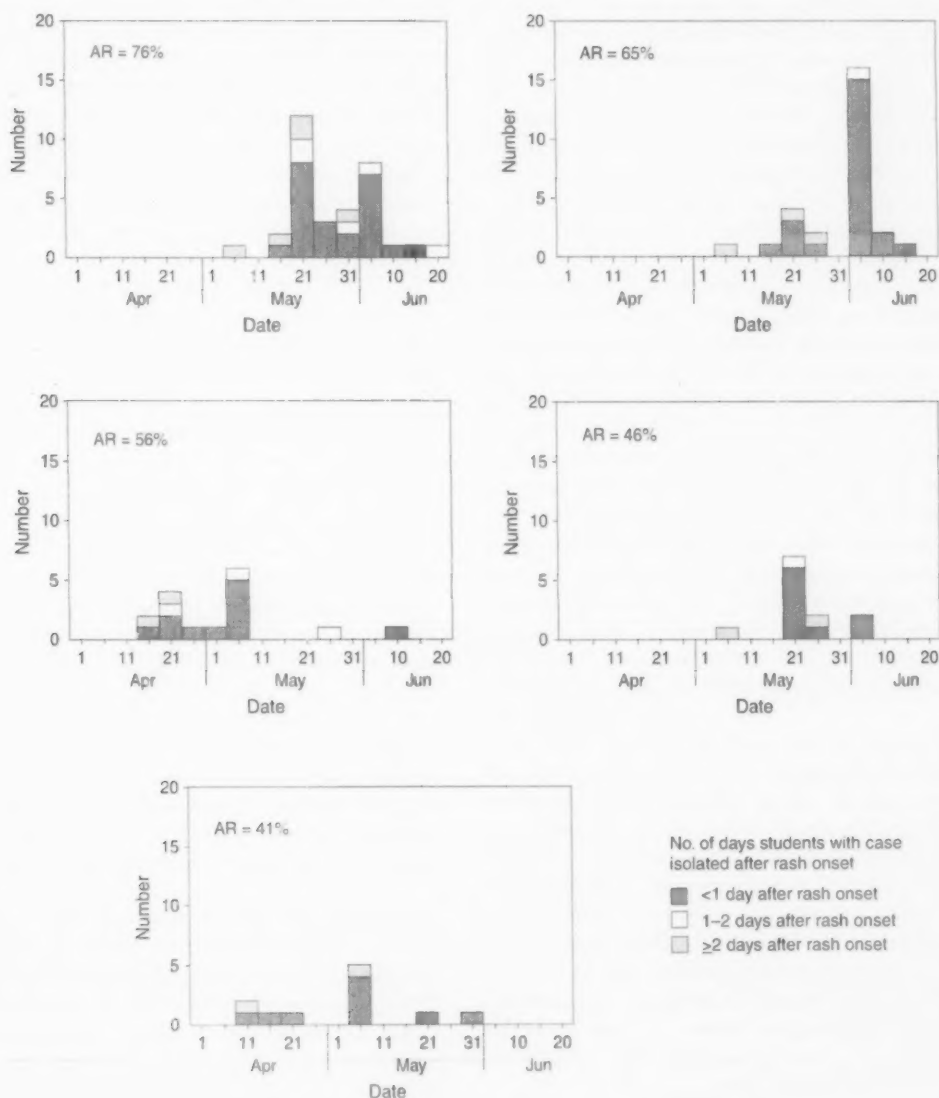 20
AR = 76%
15
10
5
0
Number
1 11 21 11 21 31 10 20
Apr May Jun
Date
20
AR = 65%
15
10
5
0
Number
1 11 21 1 11 21 31 10 20
Apr May Jun
Date
20
AR = 56%
15
10
5
0
Number
1 11 21 1 11 21 31 10 20
Apr May Jun
Date
20
AR = 46%
15
10
5
0
Number
1 11 21 1 11 21 31 10 20
Apr May Jun
Date
20
AR = 41%
15
10
5
0
Number
1 11 21 1 11 21 31 10 20
Apr May Jun
Date
No. of days students with case
isolated after rash onset
<1 day after rash onset
1–2 days after rash onset
≥2 days after rash onset